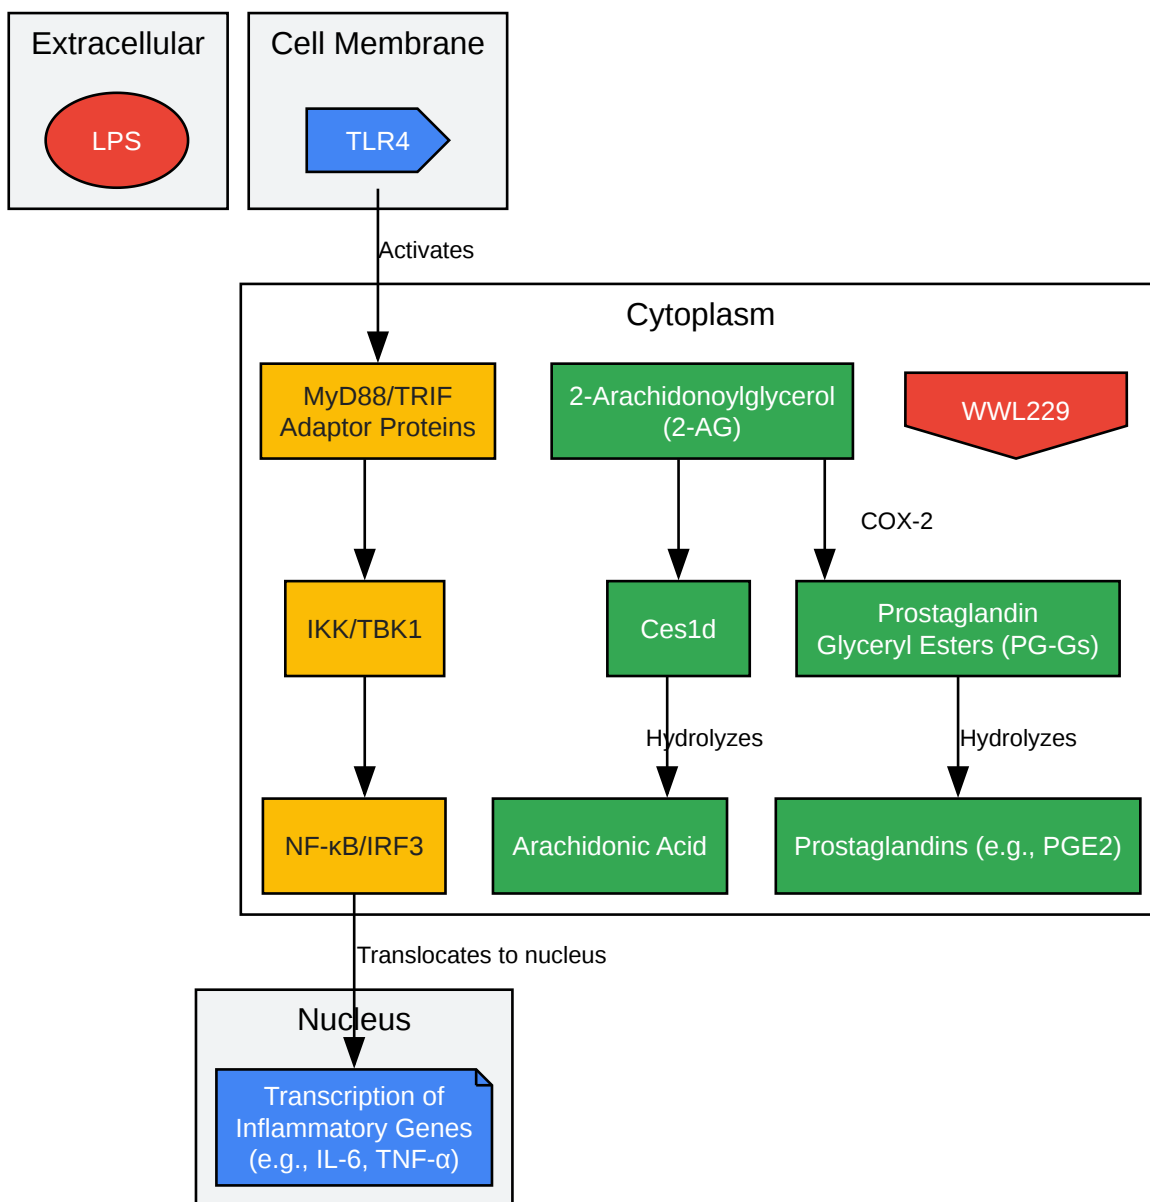 Extracellular
Cell Membrane
LPS
TLR4
Activates
Cytoplasm
MyD88/TRIF
Adaptor Proteins
2-Arachidonoylglycerol
(2-AG)
WWL229
COX-2
IKK/TBK1
Ces1d
Prostaglandin
Glyceryl Esters (PG-Gs)
Hydrolyzes
Hydrolyzes
NF-κB/IRF3
Arachidonic Acid
Prostaglandins (e.g., PGE2)
Translocates to nucleus
Nucleus
Transcription of
Inflammatory Genes
(e.g., IL-6, TNF-α)